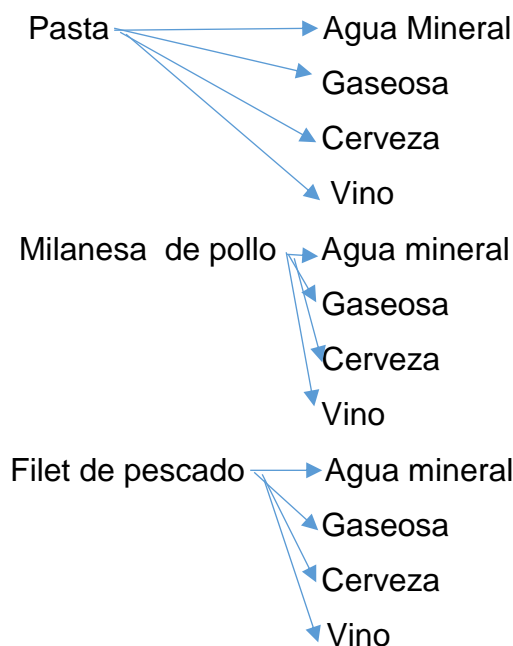 Pasta Agua Mineral
Gaseosa
Cerveza
Vino
Milanesa de pollo Agua mineral
Gaseosa
Cerveza
Vino
Filet de pescado Agua mineral
Gaseosa
Cerveza
Vino